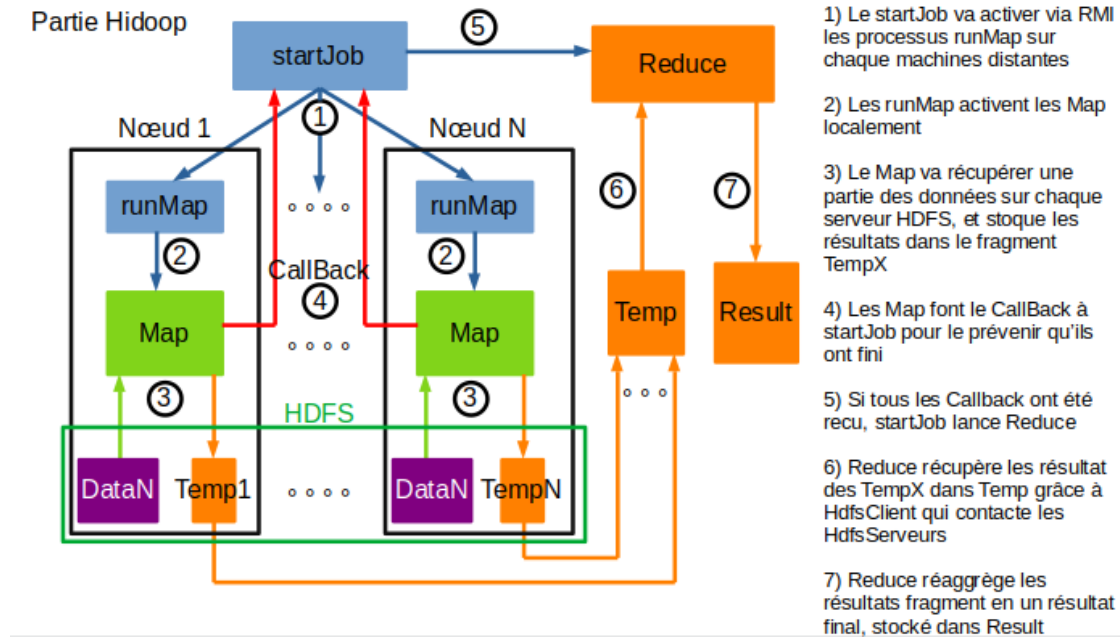 Partie Hidoop
startJob
5
Reduce
1
Nœud 1
Nœud N
runMap
runMap
2
2
CallBack
4
Map
Map
3
3
HDFS
DataN
Temp1
DataN
TempN
6
7
Temp
Result
1) Le startJob va activer via RMI
les processus runMap sur
chaque machines distantes
2) Les runMap activent les Map
localement
3) Le Map va récupérer une
partie des données sur chaque
serveur HDFS, et stoque les
résultats dans le fragment
TempX
4) Les Map font le CallBack à
startJob pour le prévenir qu'ils
ont fini
5) Si tous les Callback ont été
recu, startJob lance Reduce
6) Reduce récupère les résultat
des TempX dans Temp grâce à
HdfsClient qui contacte les
HdfsServeurs
7) Reduce réaggrège les
résultats fragment en un résultat
final, stocké dans Result